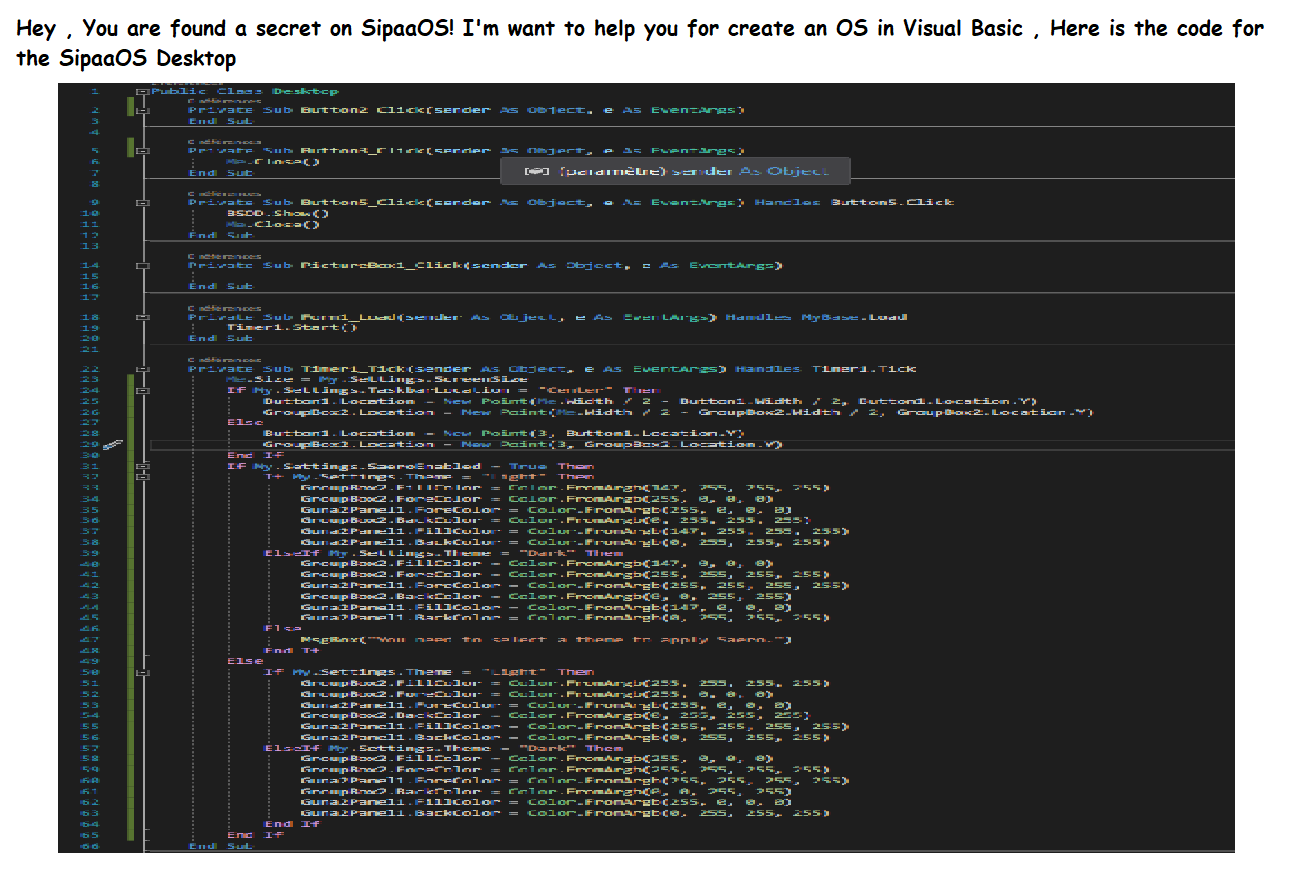 Hey , You are found a secret on SipaaOS! I'm want to help you for create an OS in Visual Basic , Here is the code for
the SipaaOS Desktop
1 Public Class Desktop
2 Private Sub Button2_Click(sender As Object, e As EventArgs)
3 End Sub
4
5 Private Sub Button3_Click(sender As Object, e As EventArgs)
6 Me.Close()
(paramètre) sender As Object
7 End Sub
8
9 Private Sub Button5_Click(sender As Object, e As EventArgs) Handles Button5.Click
10 BSOD.Show()
11 Me.Close()
12 End Sub
13
14 Private Sub PictureBox1_Click(sender As Object, e As EventArgs)
15
16 End Sub
17
18 Private Sub Form1_Load(sender As Object, e As EventArgs) Handles MyBase.Load
19 Timer1.Start()
20 End Sub
21
22 Private Sub Timer1_Tick(sender As Object, e As EventArgs) Handles Timer1.Tick
23 Me.Size = My.Settings.ScreenSize
24 If My.Settings.TaskbarLocation = "Center" Then
25 Button1.Location = New Point(Me.Width / 2 - Button1.Width / 2, Button1.Location.Y)
26 GroupBox2.Location = New Point(Me.Width / 2 - GroupBox2.Width / 2, GroupBox2.Location.Y)
27 Else
28 Button1.Location = New Point(3, Button1.Location.Y)
29 GroupBox2.Location = New Point(3, GroupBox2.Location.Y)
30 End If
31 If My.Settings.SaeroEnabled = True Then
32 If My.Settings.Theme = "Light" Then
33 GroupBox2.FillColor = Color.FromArgb(147, 255, 255, 255)
34 GroupBox2.ForeColor = Color.FromArgb(255, 0, 0, 0)
35 Guna2Panel1.ForeColor = Color.FromArgb(255, 0, 0, 0)
36 GroupBox2.BackColor = Color.FromArgb(0, 255, 255, 255)
37 Guna2Panel1.FillColor = Color.FromArgb(147, 255, 255, 255)
38 Guna2Panel1.BackColor = Color.FromArgb(0, 255, 255, 255)
39 ElseIf My.Settings.Theme = "Dark" Then
40 GroupBox2.FillColor = Color.FromArgb(147, 0, 0, 0)
41 GroupBox2.ForeColor = Color.FromArgb(255, 255, 255, 255)
42 Guna2Panel1.ForeColor = Color.FromArgb(255, 255, 255, 255)
43 GroupBox2.BackColor = Color.FromArgb(0, 0, 255, 255)
44 Guna2Panel1.FillColor = Color.FromArgb(147, 0, 0, 0)
45 Guna2Panel1.BackColor = Color.FromArgb(0, 255, 255, 255)
46 Else
47 MsgBox("You need to select a theme to apply Saero.")
48 End If
49 Else
50 If My.Settings.Theme = "Light" Then
51 GroupBox2.FillColor = Color.FromArgb(255, 255, 255, 255)
52 GroupBox2.ForeColor = Color.FromArgb(255, 0, 0, 0)
53 Guna2Panel1.ForeColor = Color.FromArgb(255, 0, 0, 0)
54 GroupBox2.BackColor = Color.FromArgb(0, 255, 255, 255)
55 Guna2Panel1.FillColor = Color.FromArgb(255, 255, 255, 255)
56 Guna2Panel1.BackColor = Color.FromArgb(0, 255, 255, 255)
57 ElseIf My.Settings.Theme = "Dark" Then
58 GroupBox2.FillColor = Color.FromArgb(255, 0, 0, 0)
59 GroupBox2.ForeColor = Color.FromArgb(255, 255, 255, 255)
60 Guna2Panel1.ForeColor = Color.FromArgb(255, 255, 255, 255)
61 GroupBox2.BackColor = Color.FromArgb(0, 0, 255, 255)
62 Guna2Panel1.FillColor = Color.FromArgb(255, 0, 0, 0)
63 Guna2Panel1.BackColor = Color.FromArgb(0, 255, 255, 255)
64 End If
65 End If
66 End Sub